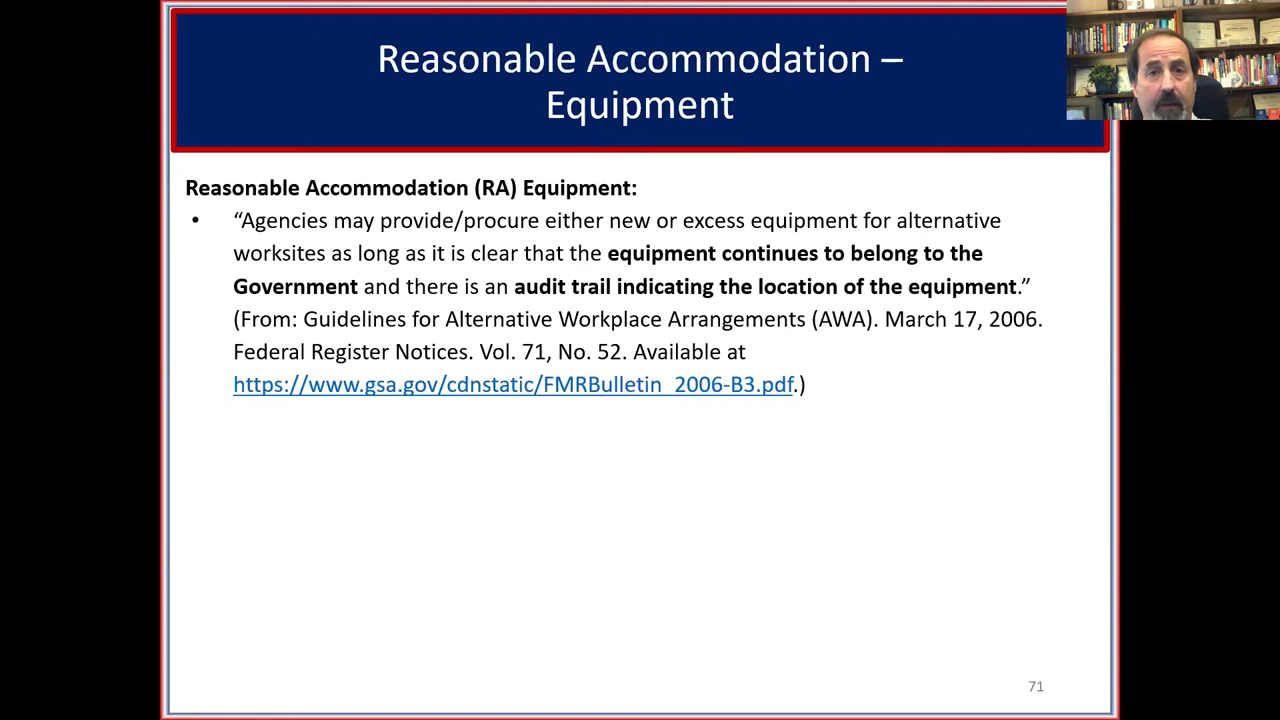 Reasonable Accommodation –
Equipment
Reasonable Accommodation (RA) Equipment:
• “Agencies may provide/procure either new or excess equipment for alternative
worksites as long as it is clear that the equipment continues to belong to the
Government and there is an audit trail indicating the location of the equipment.”
(From: Guidelines for Alternative Workplace Arrangements (AWA). March 17, 2006.
Federal Register Notices. Vol. 71, No. 52. Available at
https://www.gsa.gov/cdnstatic/FMRBulletin_2006-B3.pdf.)
71